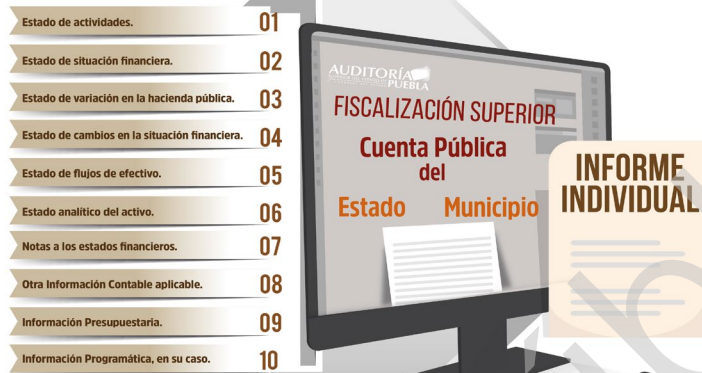 Estado de actividades. 01
Estado de situación financiera. 02
Estado de variación en la hacienda pública. 03
Estado de cambios en la situación financiera. 04
Estado de flujos de efectivo. 05
Estado analítico del activo. 06
Notas a los estados financieros. 07
Otra Información Contable aplicable. 08
Información Presupuestaria. 09
Información Programática, en su caso. 10
AUDITORÍA
PUEBLA
FISCALIZACIÓN SUPERIOR
Cuenta Pública
del
Estado Municipio
INFORME
INDIVIDUAL